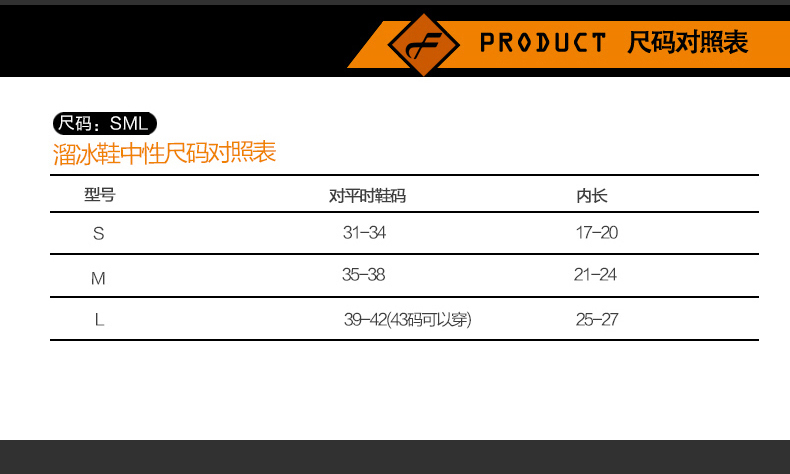 PRODUCT 尺码对照表
尺码：SML
溜冰鞋中性尺码对照表
型号 对平时鞋码 内长
S 31-34 17-20
M 35-38 21-24
L 39-42(43码可以穿) 25-27